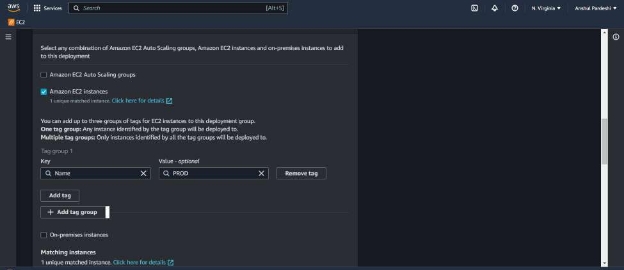 aws
Services
Search
[Alt+S]
N. Virginia
Anshul Pardeshi
EC2
Select any combination of Amazon EC2 Auto Scaling groups, Amazon EC2 instances and on-premises instances to add
to this deployment
Amazon EC2 Auto Scaling groups
Amazon EC2 instances
1 unique matched instance. Click here for details
You can add up to three groups of tags for EC2 instances to this deployment group.
One tag group: Any instance identified by the tag group will be deployed to.
Multiple tag groups: Only instances identified by all the tag groups will be deployed to.
Tag group 1
Key
Value - optional
Name
PROD
Remove tag
Add tag
+ Add tag group
On-premises instances
Matching instances
1 unique matched instance. Click here for details